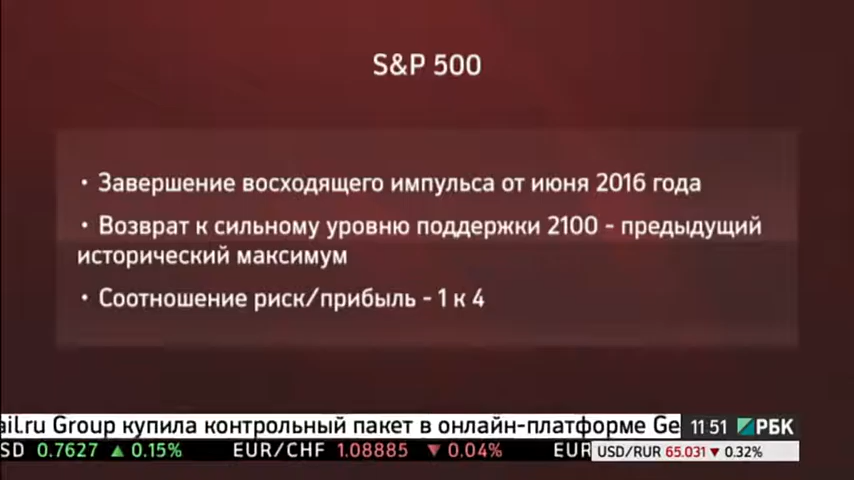 S&P 500
• Завершение восходящего импульса от июня 2016 года
• Возврат к сильному уровню поддержки 2100 - предыдущий
исторический максимум
• Соотношение риск/прибыль - 1 к 4
ail.ru Group купила контрольный пакет в онлайн-платформе Ge 11 51 РБК
SD 0.7627 ▲ 0.15% EUR/CHF 1.08885 ▼ 0.04% EUR USD/RUR 65.031 ▼ 0.32%